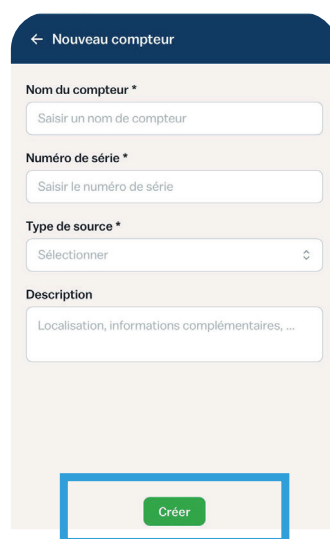 ← Nouveau compteur
Nom du compteur *
Saisir un nom de compteur
Numéro de série *
Saisir le numéro de série
Type de source *
Sélectionner
Description
Localisation, informations complémentaires, ...
Créer